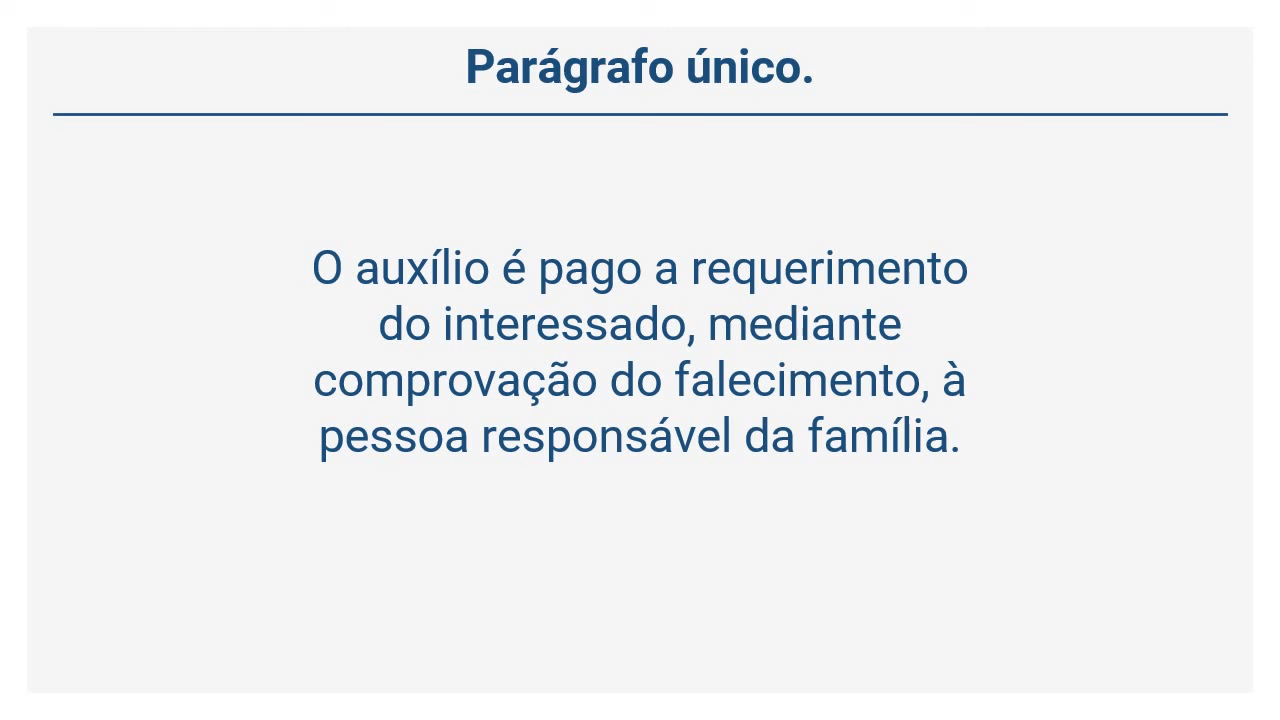 Parágrafo único.
O auxílio é pago a requerimento
do interessado, mediante
comprovação do falecimento, à
pessoa responsável da família.